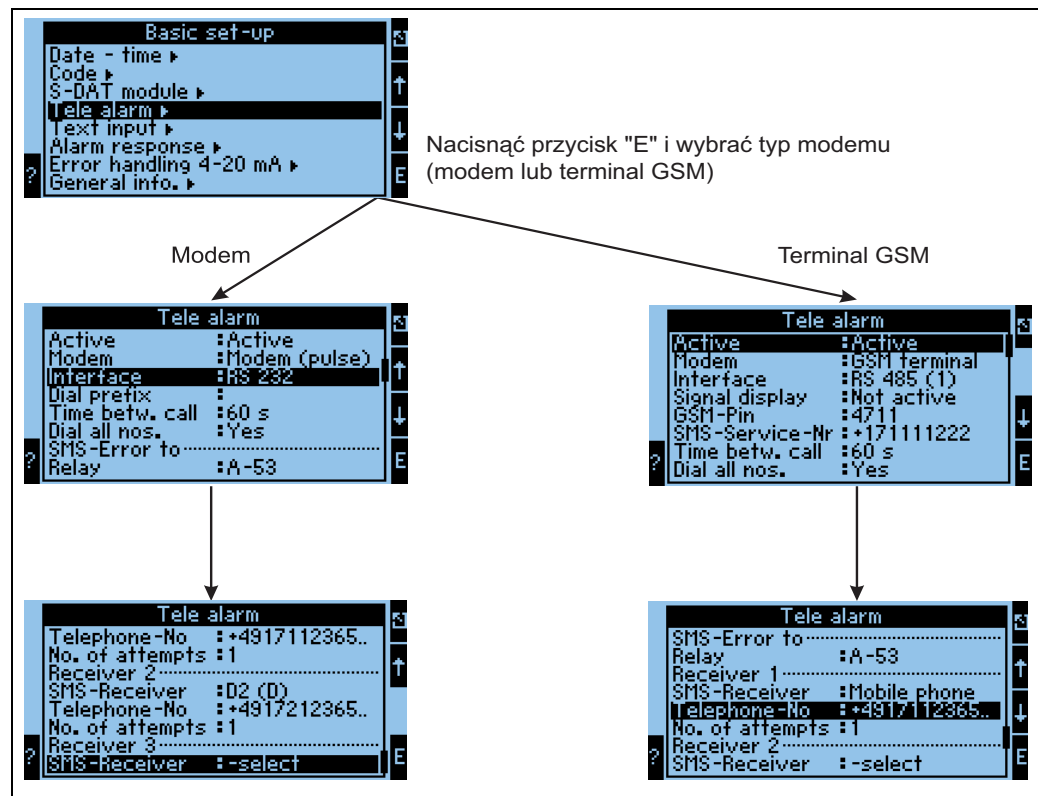 Basic set-up
Date - time ▸
Code ▸
S-DAT module ▸
Tele alarm ▸
Text input ▸
Alarm response ▸
Error handling 4-20 mA ▸
? General info. ▸ E
Nacisnąć przycisk "E" i wybrać typ modemu
(modem lub terminal GSM)
Modem
Terminal GSM
Tele alarm
Active :Active
Modem :Modem (pulse)
Interface :RS 232
Dial prefix :
Time betw. call :60 s
Dial all nos. :Yes
SMS-Error to
? Relay :A-53 E
Tele alarm
Active :Active
Modem :GSM terminal
Interface :RS 485 (1)
Signal display :Not active
GSM-Pin :4711
SMS-Service-Nr :+171111222
Time betw. call :60 s
? Dial all nos. :Yes E
Tele alarm
Telephone-No :+4917112365..
No. of attempts :1
Receiver 2
SMS-Receiver :D2 (D)
Telephone-No :+4917212365..
No. of attempts :1
Receiver 3
? SMS-Receiver :-select E
Tele alarm
SMS-Error to
Relay :A-53
Receiver 1
SMS-Receiver :Mobile phone
Telephone-No :+4917112365..
No. of attempts :1
Receiver 2
? SMS-Receiver :-select E